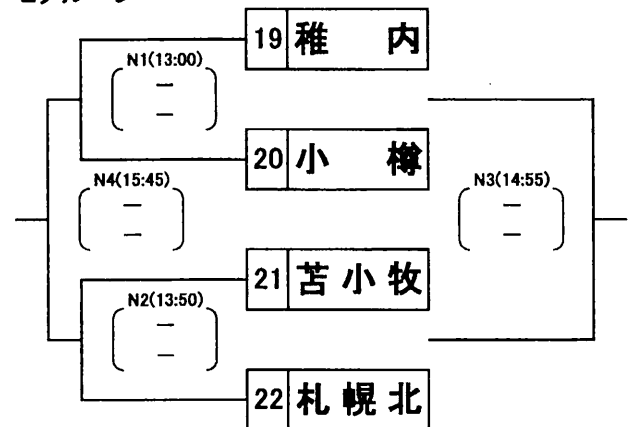 19 稚内
N1(13:00)
— —
20 小樽
N4(15:45)
— —
N3(14:55)
— —
21 苫小牧
N2(13:50)
— —
22 札幌北